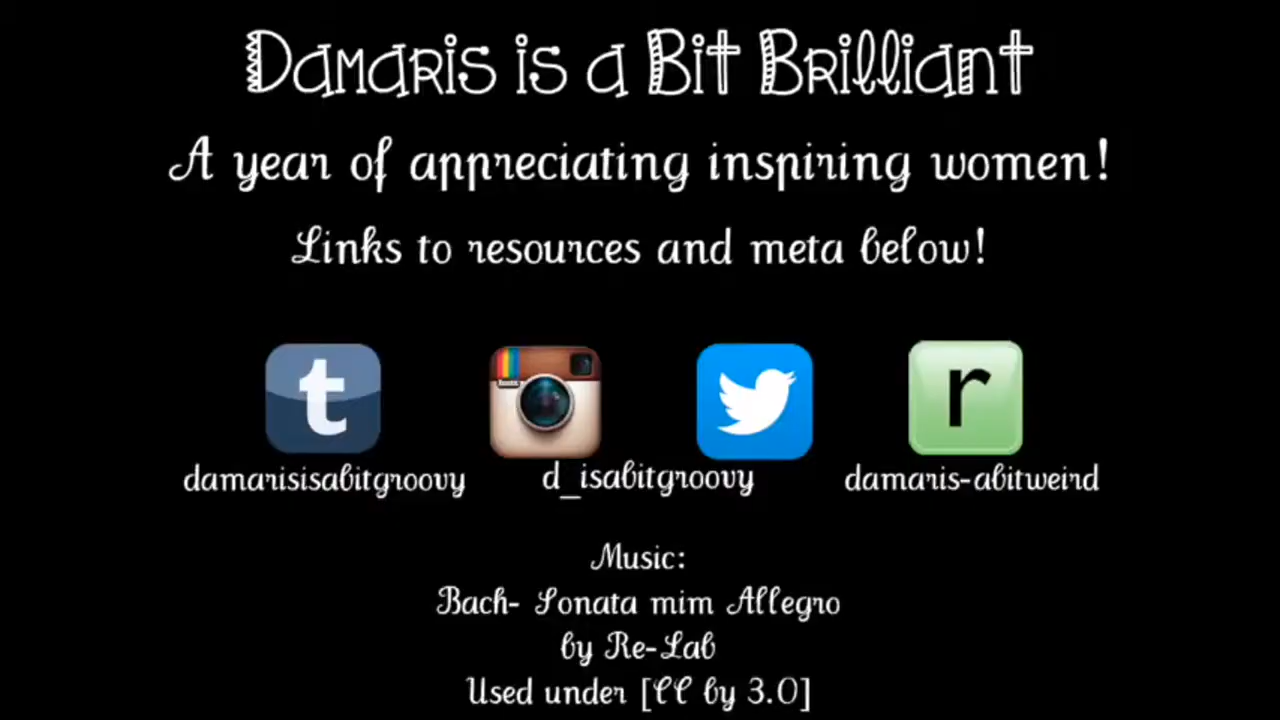 Damaris is a Bit Brilliant
A year of appreciating inspiring women!
Links to resources and meta below!
t
r
damarisisabitgroovy d_isabitgroovy damaris-abitweird
Music:
Bach- Sonata mim Allegro
by Re-Lab
Used under [CC by 3.0]